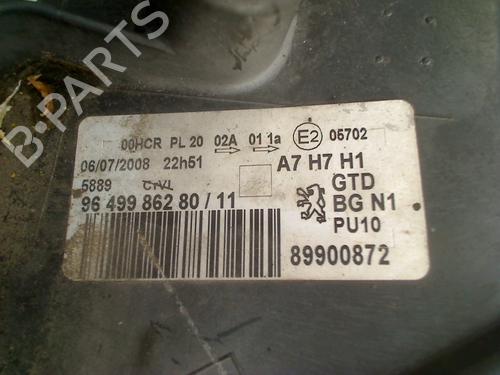 00HCR PL 20 02A 01 1a E2 05702
06/07/2008 22h51 A7 H7 H1
5889 GTD
96 499 862 80/11 BG N1
PU10
89900872
B-PARTS